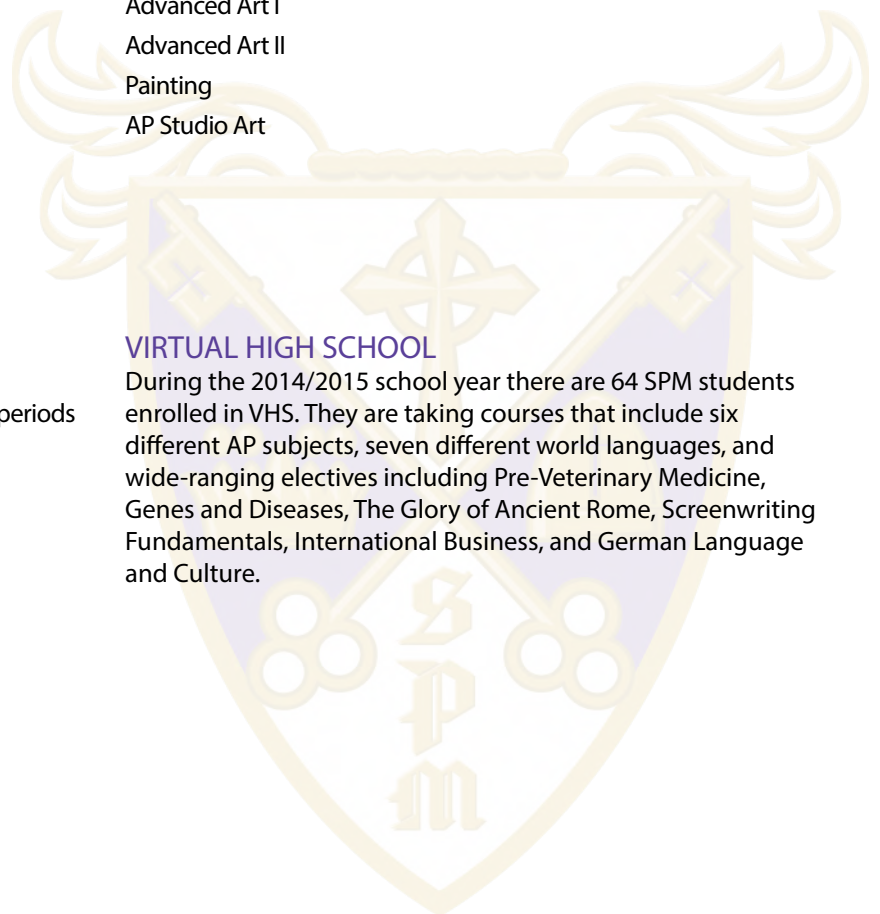 Advanced Art I
Advanced Art II
Painting
AP Studio Art
VIRTUAL HIGH SCHOOL
During the 2014/2015 school year there are 64 SPM students
enrolled in VHS. They are taking courses that include six
different AP subjects, seven different world languages, and
wide-ranging electives including Pre-Veterinary Medicine,
Genes and Diseases, The Glory of Ancient Rome, Screenwriting
Fundamentals, International Business, and German Language
and Culture.
periods
S
P
M